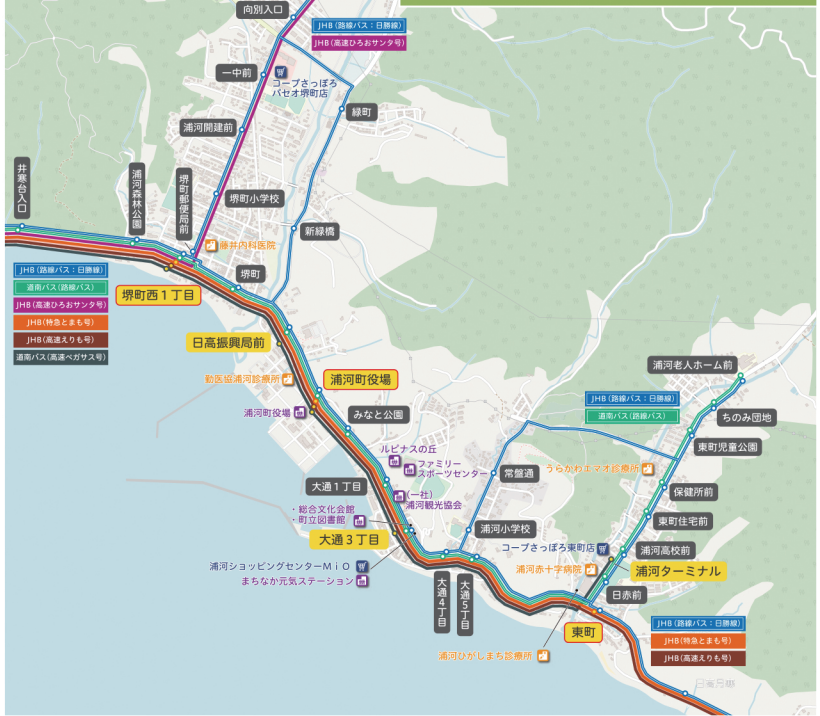 向別入口
JHB(路線バス：日勝線)
JHB(高速ひろおサンタ号)
一中前
コープさっぽろ
パセオ堺町店
緑町
浦河開建前
井寒台入口
浦河森林公園
堺町郵便局前
堺町小学校
新緑橋
藤井内科医院
JHB(路線バス：日勝線)
道南バス(路線バス)
JHB(高速ひろおサンタ号)
JHB(特急とまも号)
JHB(高速えりも号)
道南バス(高速ペガサス号)
堺町
堺町西1丁目
日高振興局前
勤医協浦河診療所
浦河町役場
浦河町役場
みなと公園
浦河老人ホーム前
JHB(路線バス：日勝線)
道南バス(路線バス)
ちのみ団地
東町児童公園
ルピナスの丘
ファミリー
スポーツセンター
常盤通
うらかわエマオ診療所
大通1丁目
(一社)
浦河観光協会
保健所前
・総合文化会館
・町立図書館
東町住宅前
大通3丁目
浦河小学校
コープさっぽろ東町店
浦河高校前
浦河ショッピングセンターMiO
まちなか元気ステーション
浦河赤十字病院
浦河ターミナル
大通4丁目
大通5丁目
日赤前
東町
JHB(路線バス：日勝線)
JHB(特急とまも号)
JHB(高速えりも号)
浦河ひがしまち診療所